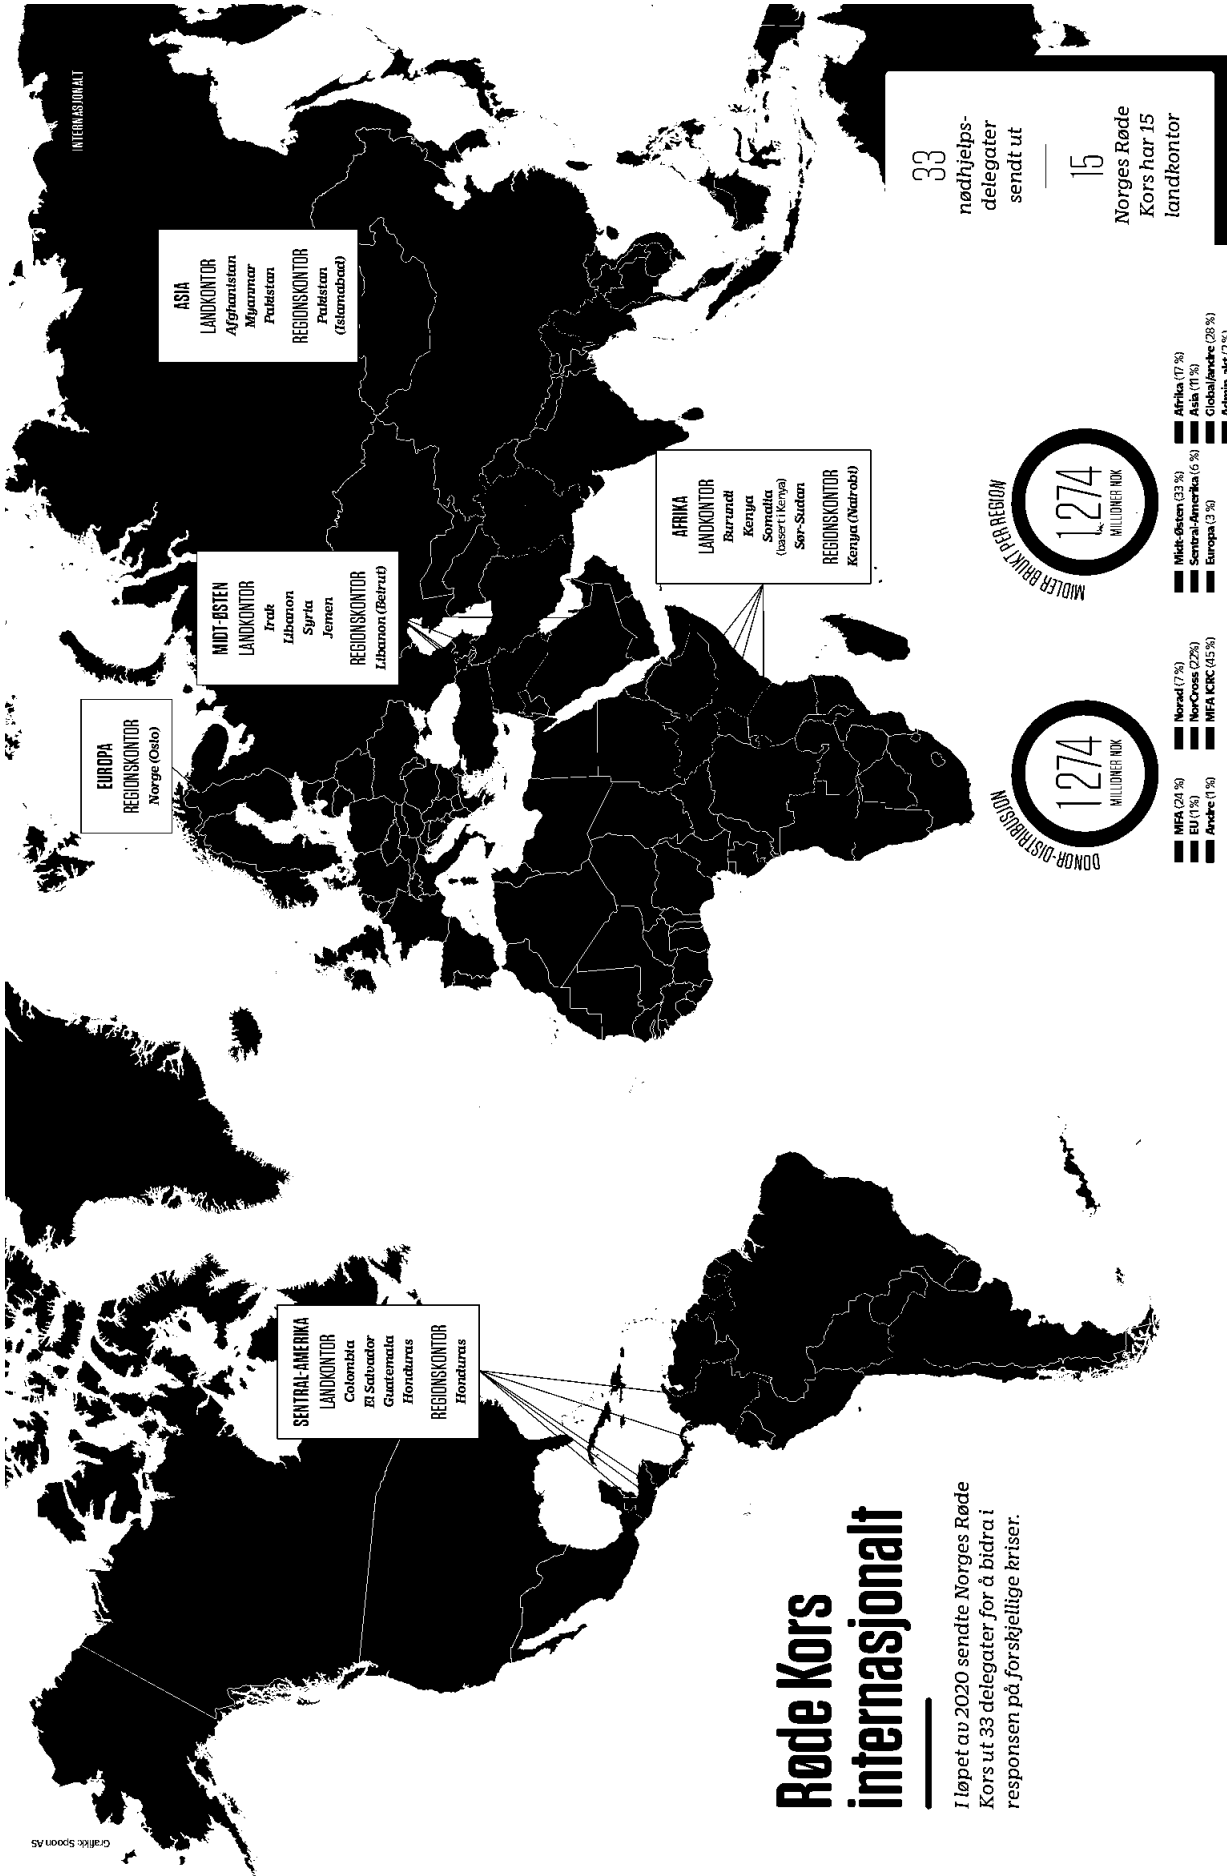 INTERNASJONALT
Røde Kors
internasjonalt
I løpet av 2020 sendte Norges Røde
Kors ut 33 delegater for å bidra i
responsen på forskjellige kriser.
SENTRAL-AMERIKA
LANDKONTOR
Colombia
El Salvador
Guatemala
Honduras
REGIONSKONTOR
Honduras
EUROPA
REGIONSKONTOR
Norge (Oslo)
MIDT-ØSTEN
LANDKONTOR
Irak
Libanon
Syria
Jemen
REGIONSKONTOR
Libanon (Beirut)
ASIA
LANDKONTOR
Afghanistan
Myanmar
Pakistan
REGIONSKONTOR
Pakistan
(Islamabad)
AFRIKA
LANDKONTOR
Burundi
Kenya
Somalia
(basert i Kenya)
Sør-Sudan
REGIONSKONTOR
Kenya (Nairobi)
33
nødhjelps-
delegater
sendt ut
15
Norges Røde
Kors har 15
landkontor
DONOR-DISTRIBUSJON
1274
MILLIONER NOK
MFA (24 %)
EU (1%)
Andre (1%)
Norad (7 %)
NorCross (22%)
MFA ICRC (45 %)
MIDLER BRUKT PER REGION
1274
MILLIONER NOK
Midt-Østen (33 %)
Sentral-Amerika (6 %)
Europa (3 %)
Afrika (17 %)
Asia (11 %)
Global/andre (28 %)
Admin. akt (2 %)
Grafikk: Spoon AS